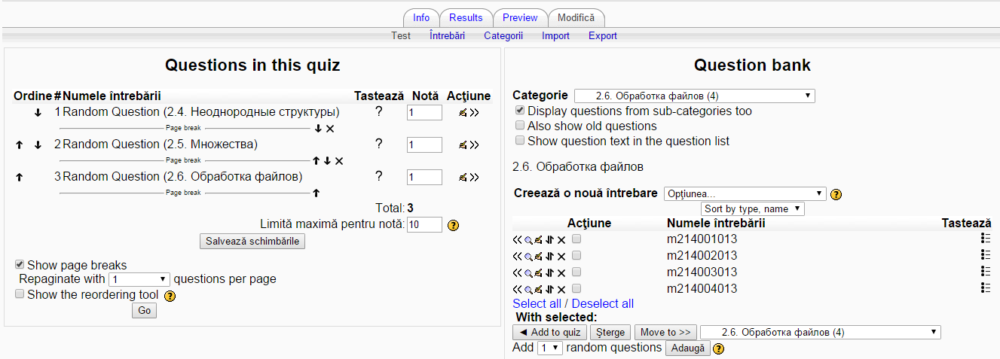 Info Results Preview Modifică
Test Întrebări Categorii Import Export
Questions in this quiz
Ordine # Numele întrebării Tastează Notă Acţiune
1 Random Question (2.4. Неоднородные структуры) ? 1
Page break
2 Random Question (2.5. Множества) ? 1
Page break
3 Random Question (2.6. Обработка файлов) ? 1
Page break
Total: 3
Limită maximă pentru notă: 10
Salvează schimbările
Show page breaks
Repaginate with 1 questions per page
Show the reordering tool
Go
Question bank
Categorie 2.6. Обработка файлов (4)
Display questions from sub-categories too
Also show old questions
Show question text in the question list
2.6. Обработка файлов
Creează o nouă întrebare Opţiunea...
Sort by type, name
Acţiune Numele întrebării Tastează
m214001013
m214002013
m214003013
m214004013
Select all / Deselect all
With selected:
◄ Add to quiz Şterge Move to >> 2.6. Обработка файлов (4)
Add 1 random questions Adaugă